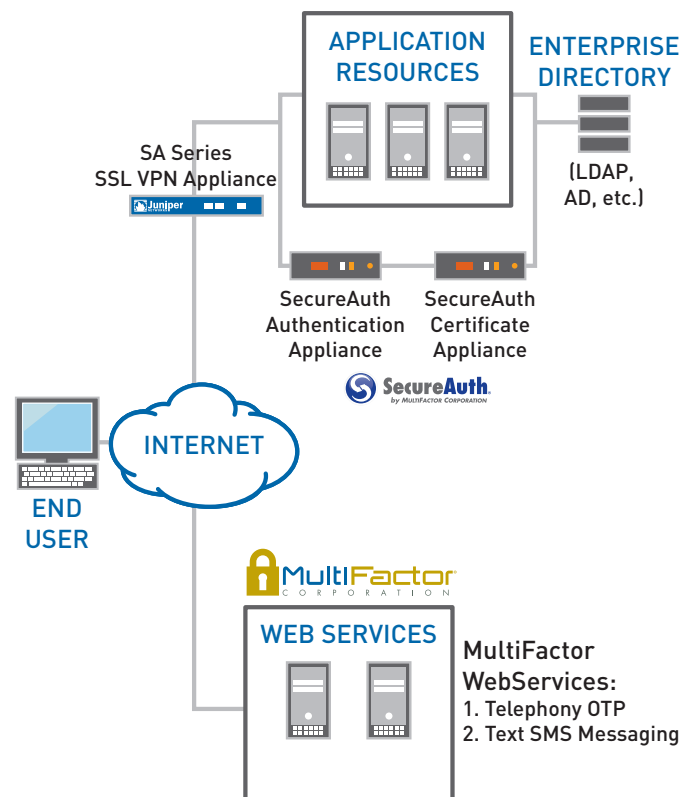 APPLICATION
RESOURCES
ENTERPRISE
DIRECTORY
(LDAP,
AD, etc.)
SA Series
SSL VPN Appliance
Juniper
NETWORKS
SecureAuth
Authentication
Appliance
SecureAuth
Certificate
Appliance
SecureAuth.
by MULTIFACTOR CORPORATION
INTERNET
END
USER
MultiFactor
CORPORATION
WEB SERVICES
MultiFactor
WebServices:
1. Telephony OTP
2. Text SMS Messaging